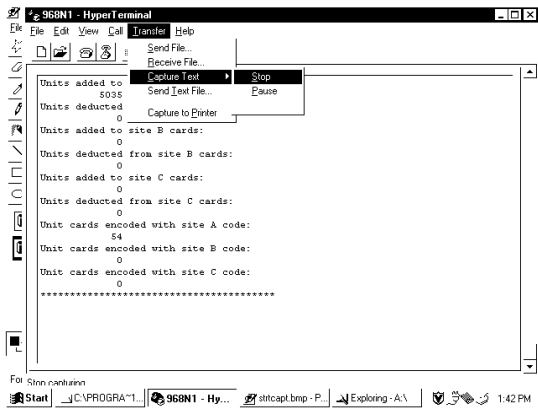 968N1 - HyperTerminal
File
File Edit View Call Transfer Help
Send File...
Receive File...
Capture Text
Stop
Send Text File...
Pause
Capture to Printer
Units added to
5035
Units deducted
0
Units added to site B cards:
0
Units deducted from site B cards:
0
Units added to site C cards:
0
Units deducted from site C cards:
0
Unit cards encoded with site A code:
54
Unit cards encoded with site B code:
0
Unit cards encoded with site C code:
0
****************************************
For
Stop capturing
Start C:\PROGRA~1... 968N1 - Hy... strtcapt.bmp - P... Exploring - A:\ 1:42 PM